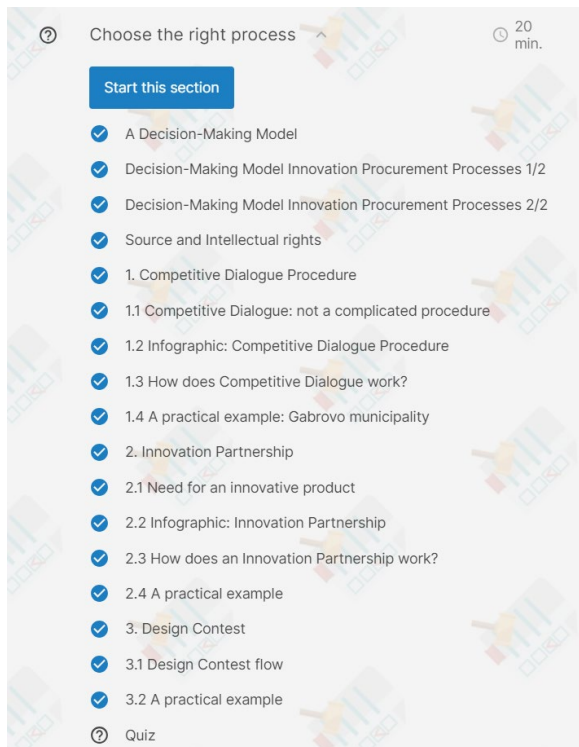 Choose the right process
20
min.
Start this section
A Decision-Making Model
Decision-Making Model Innovation Procurement Processes 1/2
Decision-Making Model Innovation Procurement Processes 2/2
Source and Intellectual rights
1. Competitive Dialogue Procedure
1.1 Competitive Dialogue: not a complicated procedure
1.2 Infographic: Competitive Dialogue Procedure
1.3 How does Competitive Dialogue work?
1.4 A practical example: Gabrovo municipality
2. Innovation Partnership
2.1 Need for an innovative product
2.2 Infographic: Innovation Partnership
2.3 How does an Innovation Partnership work?
2.4 A practical example
3. Design Contest
3.1 Design Contest flow
3.2 A practical example
Quiz